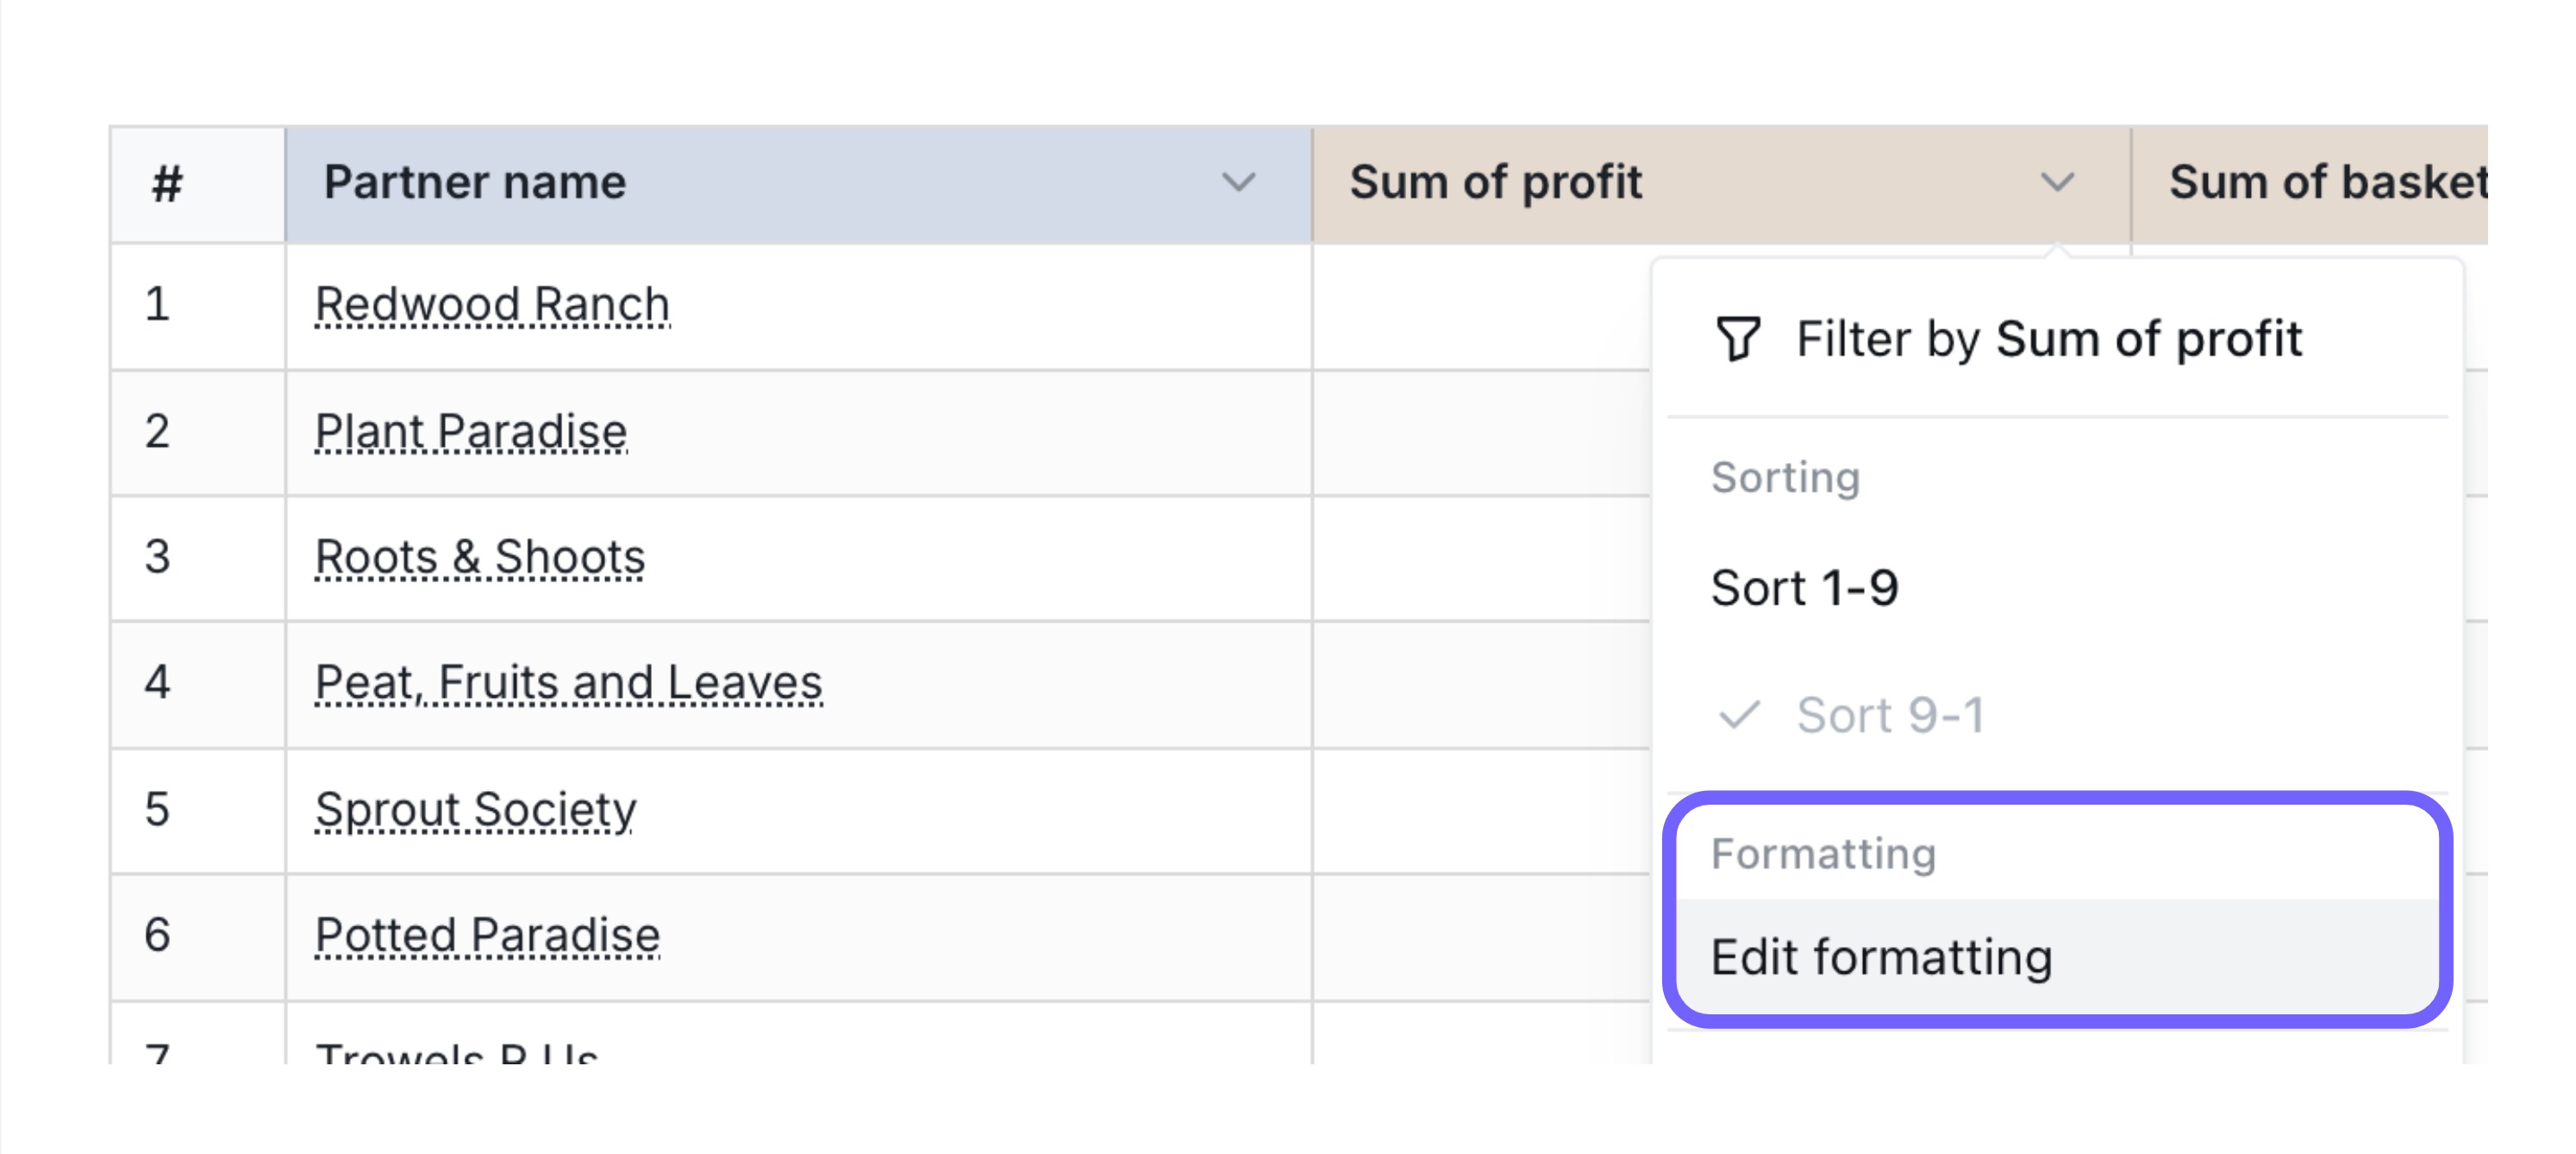 # Partner name Sum of profit Sum of basket
1 Redwood Ranch
Filter by Sum of profit
2 Plant Paradise
Sorting
3 Roots & Shoots
Sort 1-9
4 Peat, Fruits and Leaves
Sort 9-1
5 Sprout Society
Formatting
6 Potted Paradise
Edit formatting
7 Trowels R Us